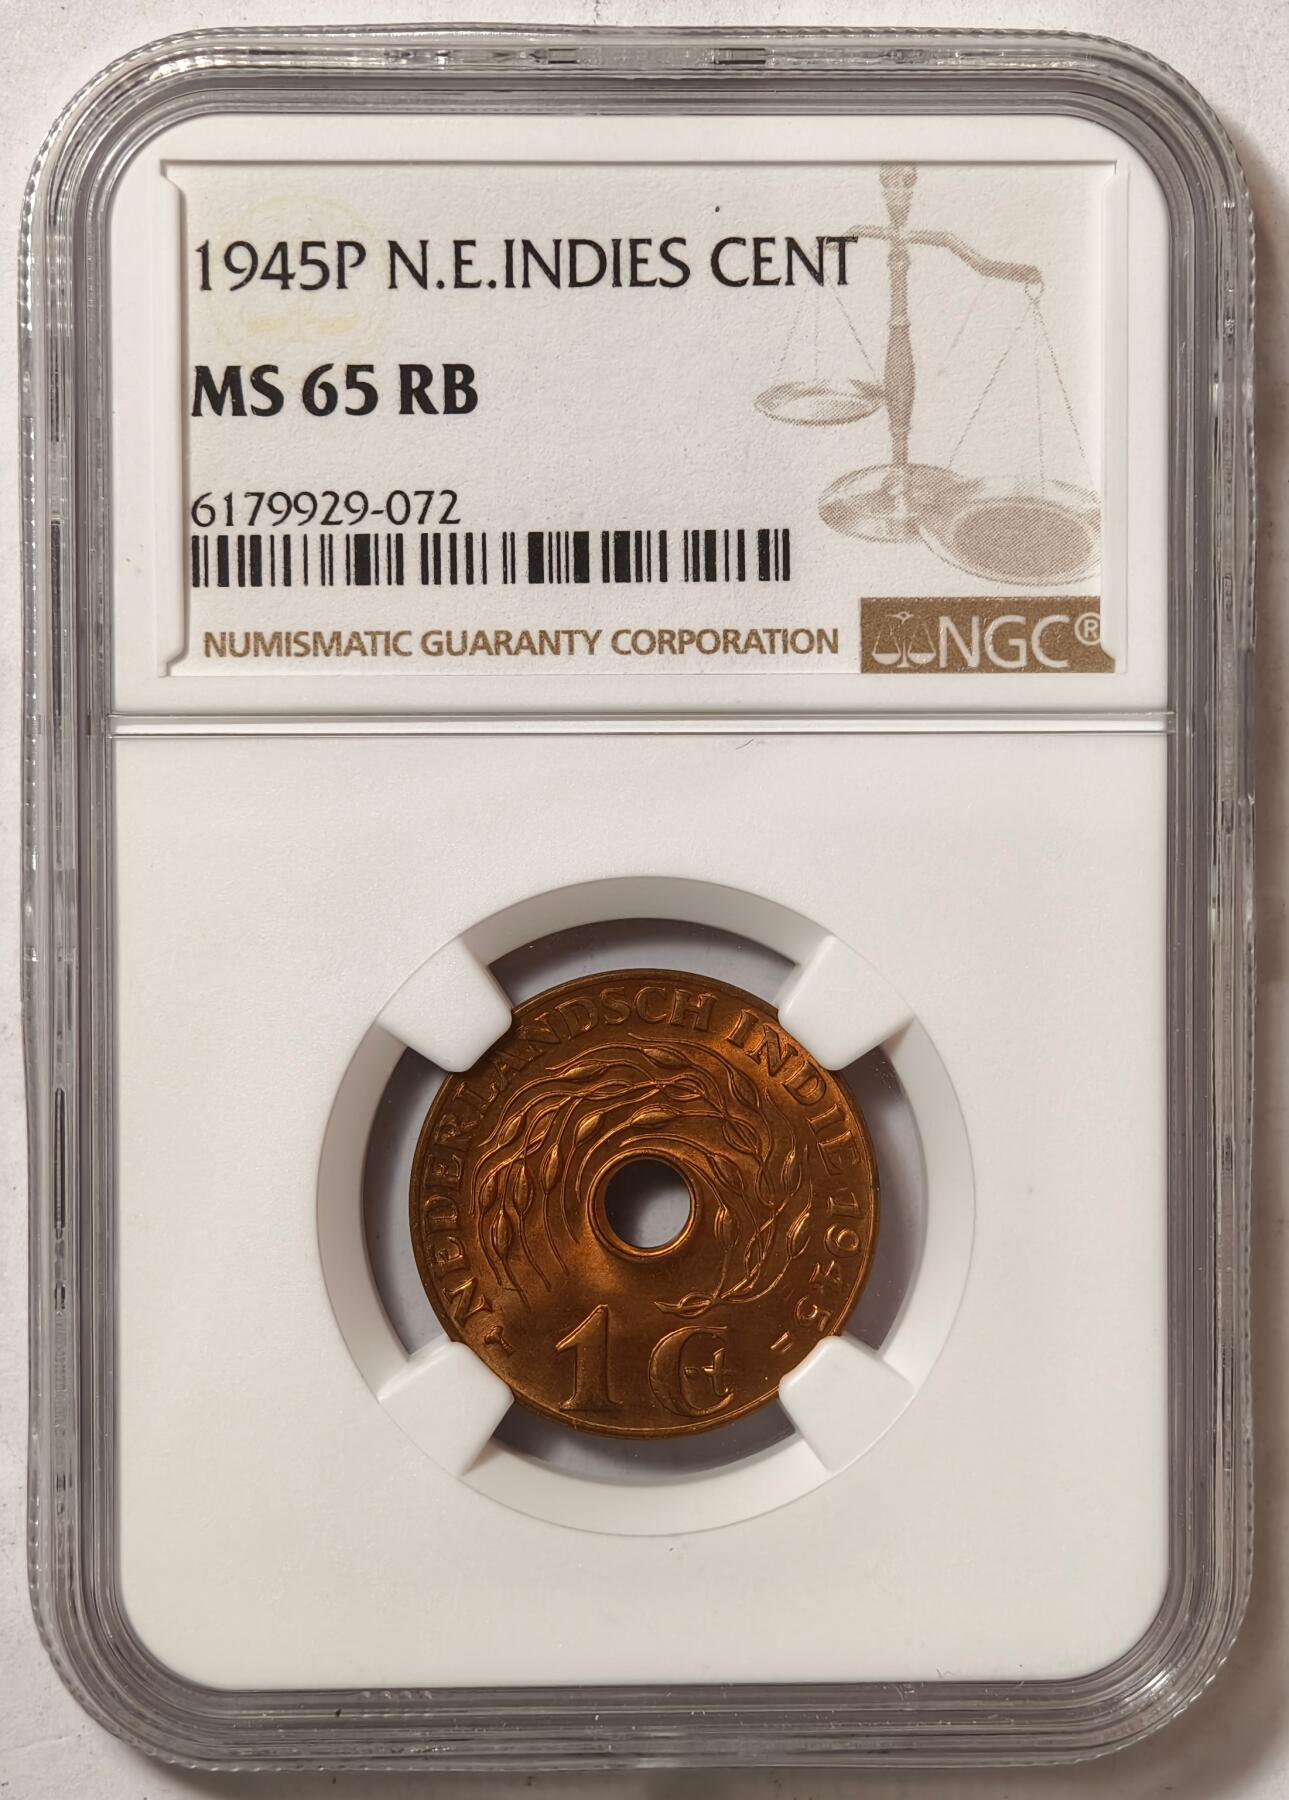 1945P N.E.INDIES CENT
MS 65 RB
6179929-072
NUMISMATIC GUARANTY CORPORATION
NGC®
NEDERLANDSCH INDIE 1945
1 Ct